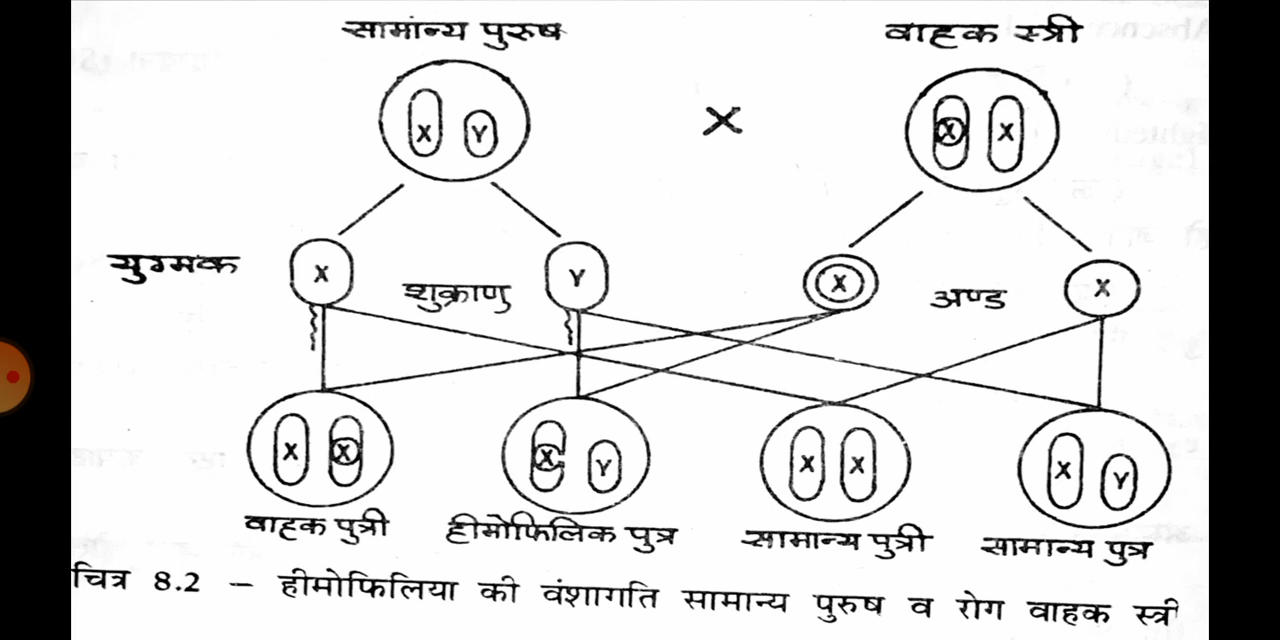 सामान्य पुरुष
वाहक स्त्री
X Y
X
X X
युग्मक
X
शुक्राणु
Y
X
अण्ड
X
X X
X Y
X X
X Y
वाहक पुत्री
हीमोफिलिक पुत्र
सामान्य पुत्री
सामान्य पुत्र
चित्र 8.2 – हीमोफिलिया की वंशागति सामान्य पुरुष व रोग वाहक स्त्री